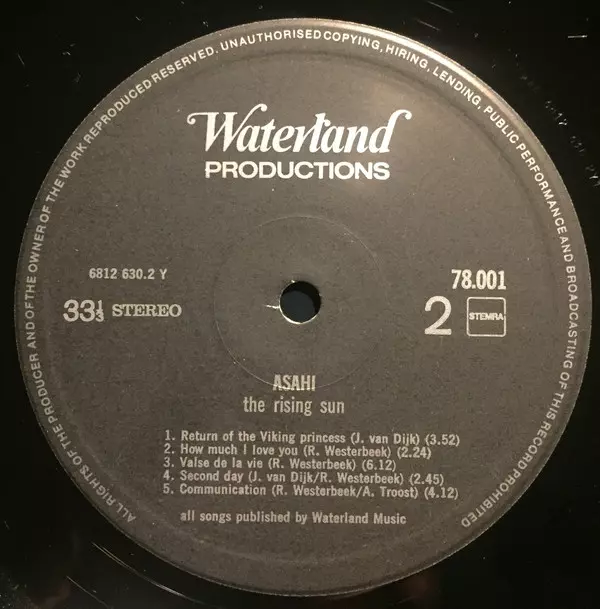 ALL RIGHTS OF THE PRODUCER AND OF THE OWNER OF THE WORK REPRODUCED RESERVED. UNAUTHORISED COPYING, HIRING, LENDING, PUBLIC PERFORMANCE AND BROADCASTING OF THIS RECORD PROHIBITED
Waterland
PRODUCTIONS
6812 630.2 Y
78.001
33⅓ STEREO
2 STEMRA
ASAHI
the rising sun
1. Return of the Viking princess (J. van Dijk) (3.52)
2. How much I love you (R. Westerbeek) (2.24)
3. Valse de la vie (R. Westerbeek) (6.12)
4. Second day (J. van Dijk/R. Westerbeek) (2.45)
5. Communication (R. Westerbeek/A. Troost) (4.12)
all songs published by Waterland Music